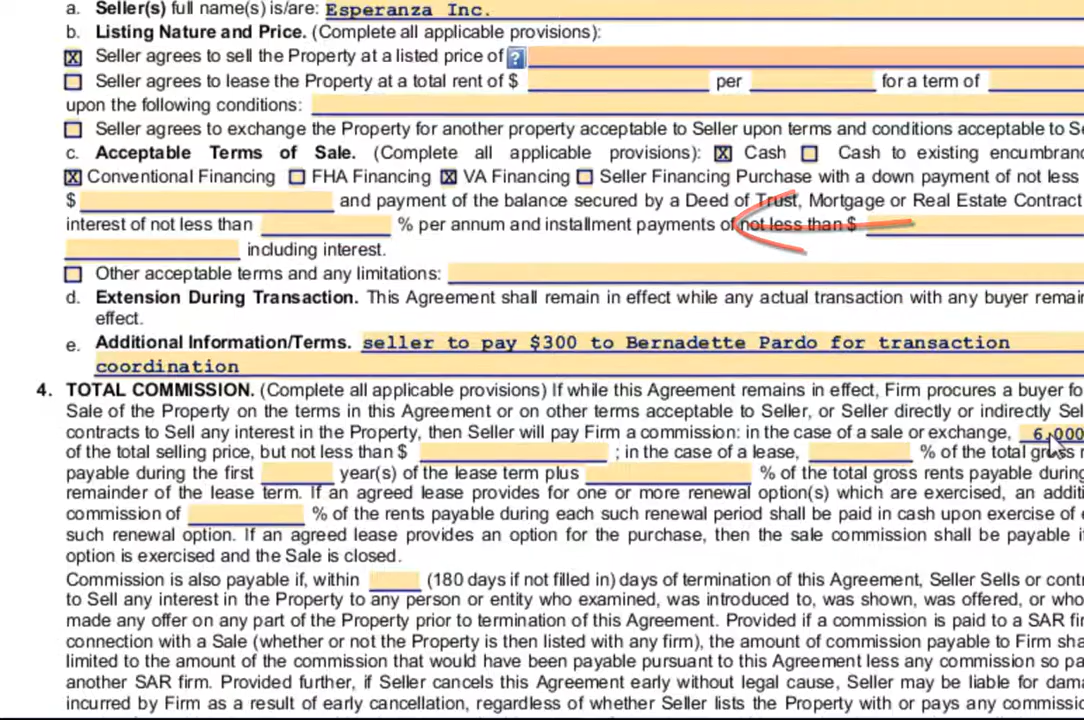 a. Seller(s) full name(s) is/are: Esperanza Inc.
b. Listing Nature and Price. (Complete all applicable provisions):
Seller agrees to sell the Property at a listed price of ?
Seller agrees to lease the Property at a total rent of $ per for a term of
upon the following conditions:
Seller agrees to exchange the Property for another property acceptable to Seller upon terms and conditions acceptable to
c. Acceptable Terms of Sale. (Complete all applicable provisions): X Cash Cash to existing
X Conventional Financing FHA Financing X VA Financing Seller Financing Purchase with a down payment of not less
$ and payment of the balance secured by a Deed of Trust, Mortgage or Real Estate Contract
interest of not less than % per annum and installment payments of not less than $
including interest.
Other acceptable terms and any limitations:
d. Extension During Transaction. This Agreement shall remain in effect while any actual transaction with any buyer
effect.
e. Additional Information/Terms. seller to pay $300 to Bernadette Pardo for transaction
coordination
4. TOTAL COMMISSION. (Complete all applicable provisions) If while this Agreement remains in effect, Firm procures a buyer
Sale of the Property on the terms in this Agreement or on other terms acceptable to Seller, or Seller directly or indirectly
contracts to Sell any interest in the Property, then Seller will pay Firm a commission: in the case of a sale or exchange, 6.000
of the total selling price, but not less than $ ; in the case of a lease, % of the total gross
payable during the first year(s) of the lease term plus % of the total gross rents payable during
remainder of the lease term. If an agreed lease provides for one or more renewal option(s) which are exercised, an
commission of % of the rents payable during each such renewal period shall be paid in cash upon exercise of
such renewal option. If an agreed lease provides an option for the purchase, then the sale commission shall be payable
option is exercised and the Sale is closed.
Commission is also payable if, within (180 days if not filled in) days of termination of this Agreement, Seller Sells or
to Sell any interest in the Property to any person or entity who examined, was introduced to, was shown, was offered, or
made any offer on any part of the Property prior to termination of this Agreement. Provided if a commission is paid to a SAR
connection with a Sale (whether or not the Property is then listed with any firm), the amount of commission payable to Firm
limited to the amount of the commission that would have been payable pursuant to this Agreement less any commission so
another SAR firm. Provided further, if Seller cancels this Agreement early without legal cause, Seller may be liable for
incurred by Firm as a result of early cancellation, regardless of whether Seller lists the Property with or pays any